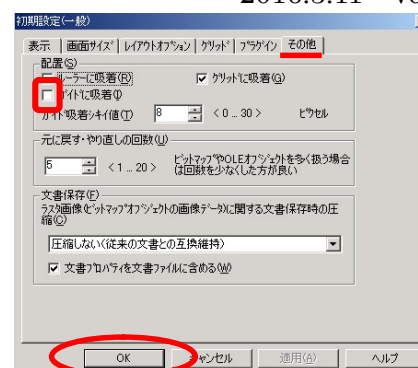 初期設定(一般)
表示 画面サイズ レイアウトオプション グリッド プラグイン その他
配置(S)
ルーラーに吸着(R) グリットに吸着(G)
ガイドに吸着(I)
ガイド吸着シキイ値(T) 8 < 0 ... 30 > ピクセル
元に戻す・やり直しの回数(U)
5 < 1 ... 20 > ビットマップやOLEオブジェクトを多く扱う場合
は回数を少なくした方が良い
文書保存(F)
ラスタ画像(ビットマップオブジェクトの画像データ)に関する文書保存時の圧
縮(C)
圧縮しない(従来の文書との互換維持)
文書プロパティを文書ファイルに含める(W)
OK キャンセル 適用(A) ヘルプ